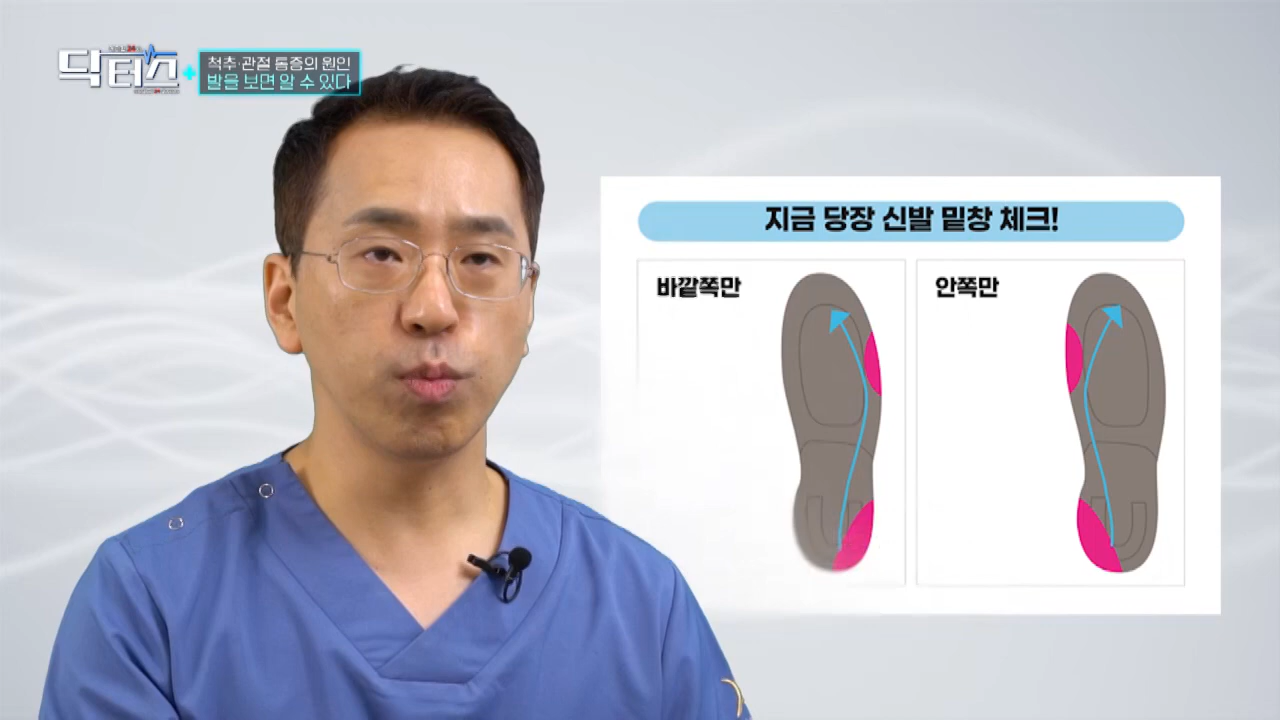 닥터스
척추·관절 통증의 원인
발을 보면 알 수 있다
지금 당장 신발 밑창 체크!
바깥쪽만
안쪽만